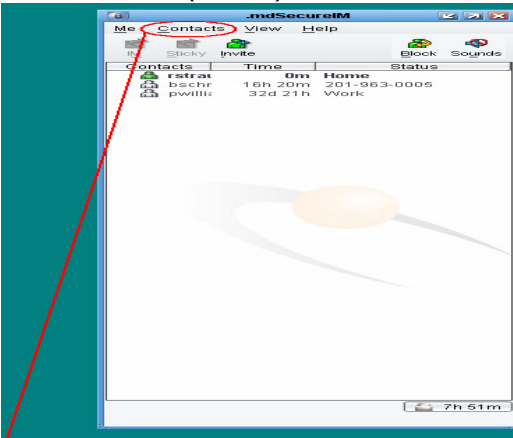 .mdSecureIM
Me Contacts View Help
IM Sticky Invite Block Sounds
Contacts Time Status
rstrau 0m Home
bschr 16h 20m 201-963-0005
pwillia 32d 21h Work
7h 51m